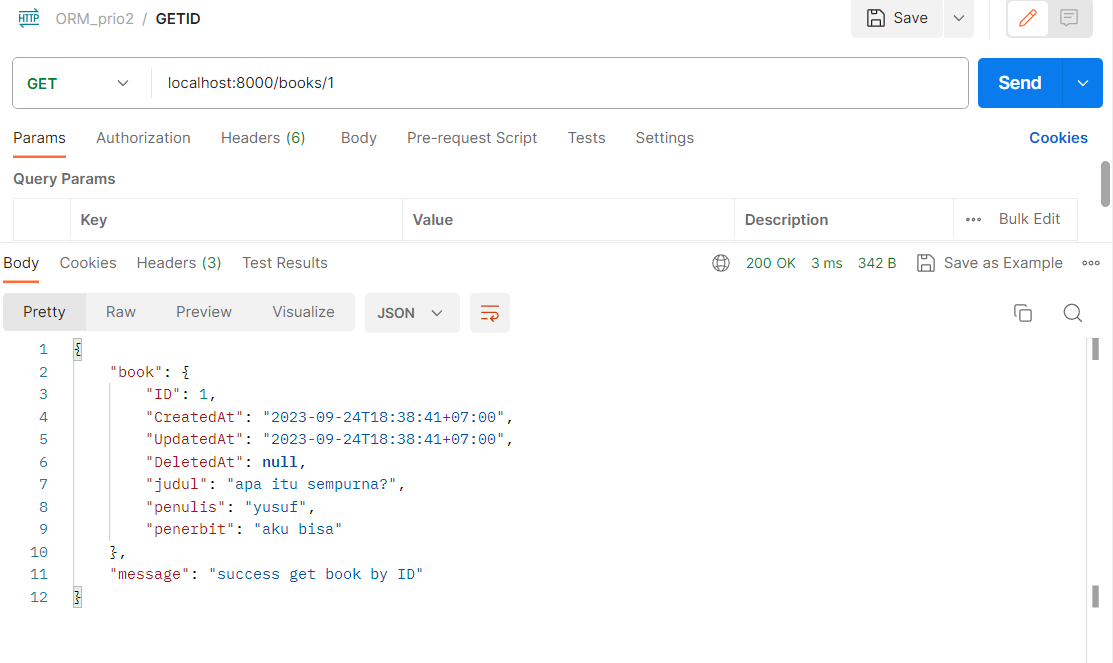 HTTP ORM_prio2 / GETID Save
GET localhost:8000/books/1 Send
Params Authorization Headers (6) Body Pre-request Script Tests Settings Cookies
Query Params
Key Value Description Bulk Edit
Body Cookies Headers (3) Test Results 200 OK 3 ms 342 B Save as Example
Pretty Raw Preview Visualize JSON
1 {
2 "book": {
3 "ID": 1,
4 "CreatedAt": "2023-09-24T18:38:41+07:00",
5 "UpdatedAt": "2023-09-24T18:38:41+07:00",
6 "DeletedAt": null,
7 "judul": "apa itu sempurna?",
8 "penulis": "yusuf",
9 "penerbit": "aku bisa"
10 },
11 "message": "success get book by ID"
12 }